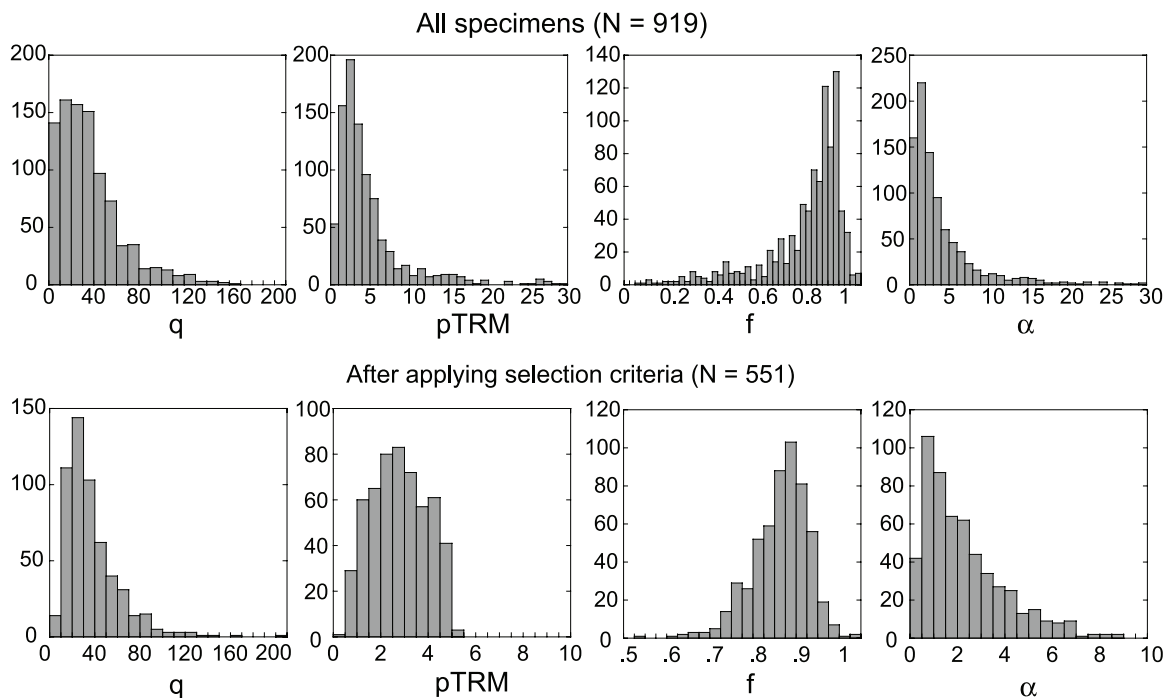 All specimens (N = 919)
200
150
100
50
0
0 40 80 120 160 200
q
200
150
100
50
0
0 5 10 15 20 25 30
pTRM
140
120
100
80
60
40
20
0
0 0.2 0.4 0.6 0.8 1
f
250
200
150
100
50
0
0 5 10 15 20 25 30
α
After applying selection criteria (N = 551)
150
100
50
0
0 40 80 120 160 200
q
100
80
60
40
20
0
0 2 4 6 8 10
pTRM
120
100
80
60
40
20
0
.5 .6 .7 .8 .9 1
f
120
100
80
60
40
20
0
0 2 4 6 8 10
α